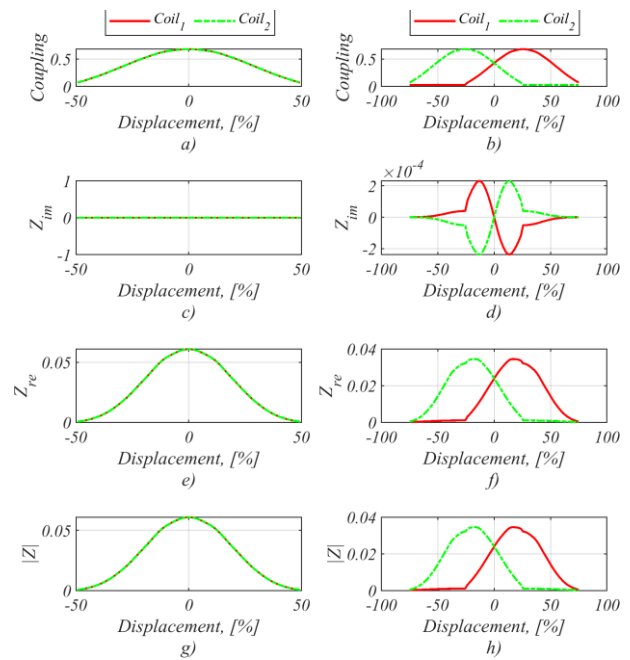 Coil1 Coil2 Coil1 Coil2
Coupling 0.5 0 -50 0 50
Displacement, [%]
a)
Coupling 0.5 0 -100 -50 0 50 100
Displacement, [%]
b)
Zim 1 0 -1 -50 0 50
Displacement, [%]
c)
×10-4
Zim 2 0 -2 -100 -50 0 50 100
Displacement, [%]
d)
Zre 0.05 0 -50 0 50
Displacement, [%]
e)
Zre 0.04 0.02 0 -100 -50 0 50 100
Displacement, [%]
f)
|Z| 0.05 0 -50 0 50
Displacement, [%]
g)
|Z| 0.04 0.02 0 -100 -50 0 50 100
Displacement, [%]
h)